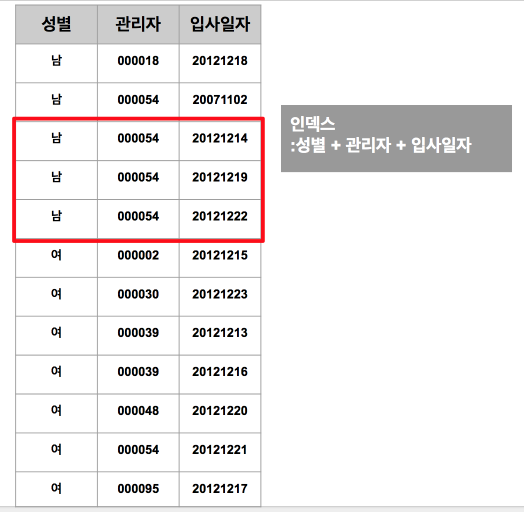 성별 관리자 입사일자
남 000018 20121218
남 000054 20071102
남 000054 20121214
남 000054 20121219
남 000054 20121222
여 000002 20121215
여 000030 20121223
여 000039 20121213
여 000039 20121216
여 000048 20121220
여 000054 20121221
여 000095 20121217
인덱스
:성별 + 관리자 + 입사일자